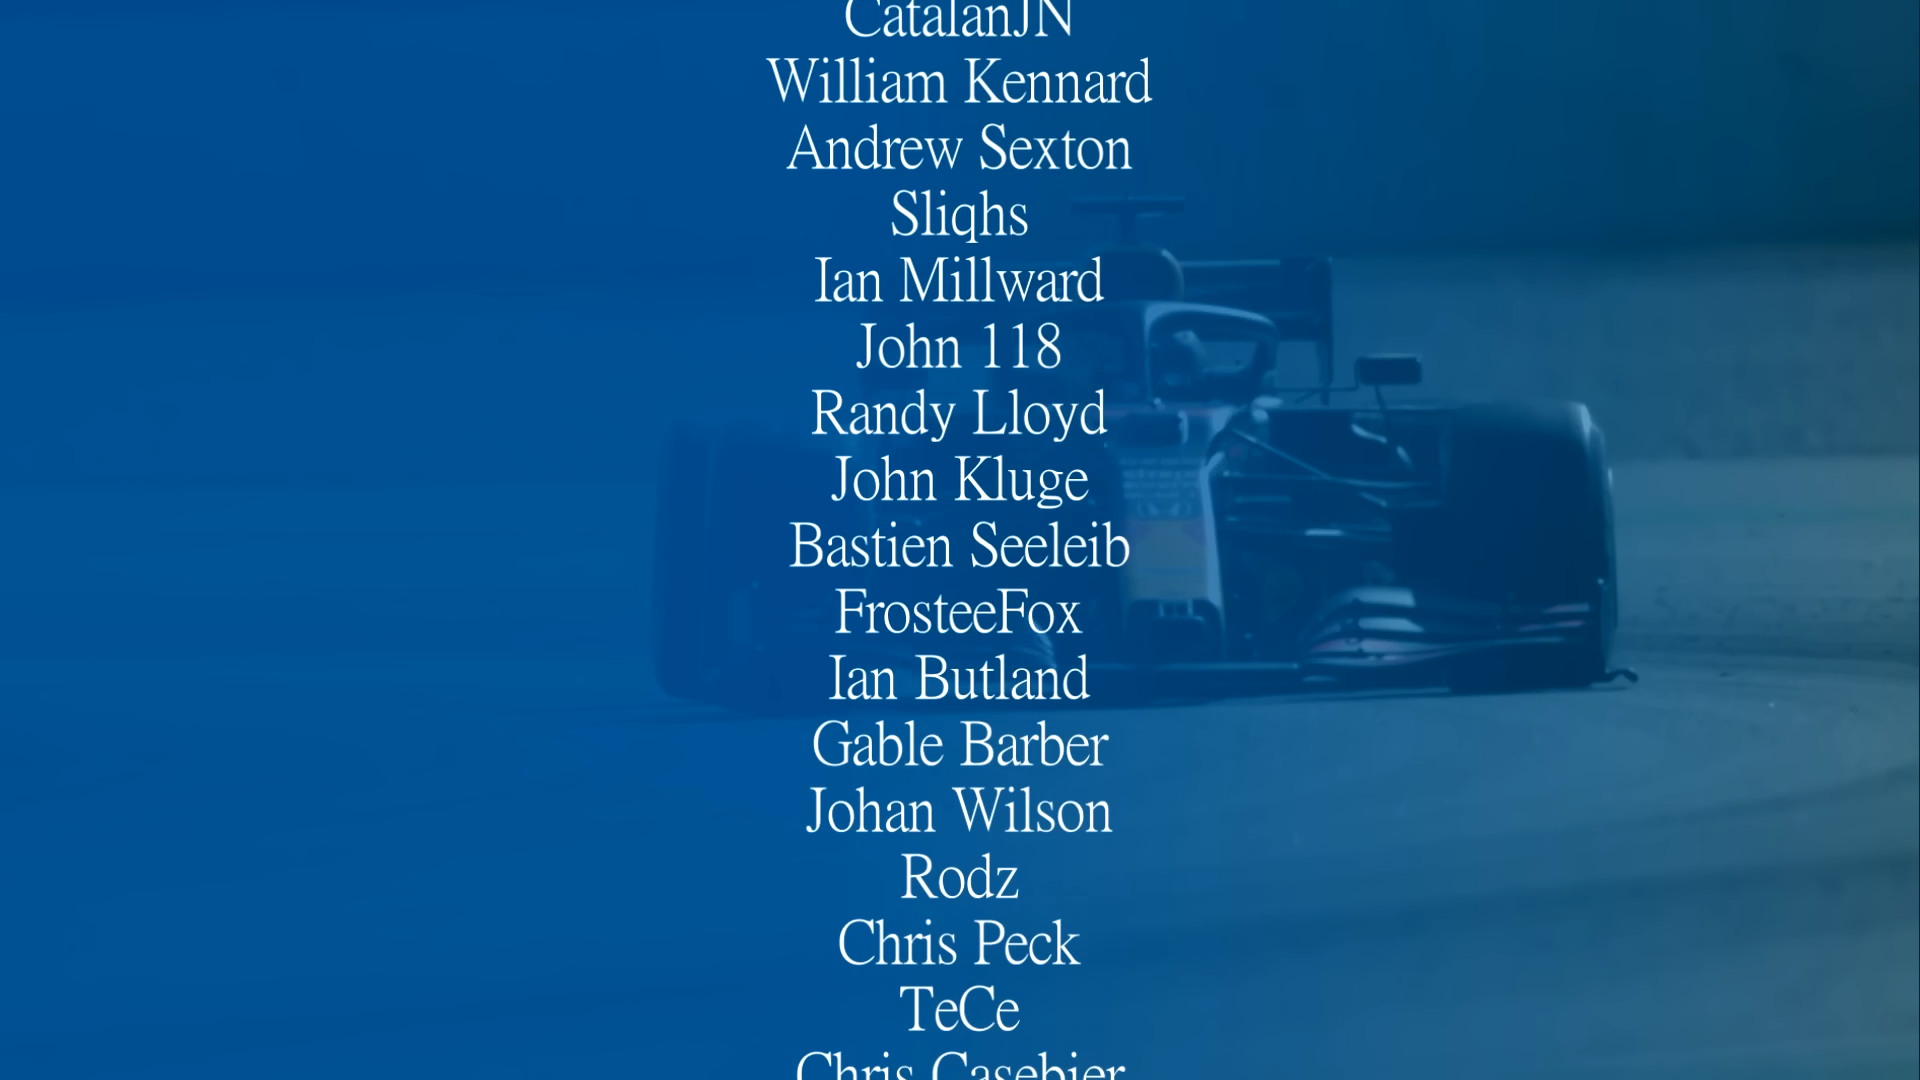 CatalanJN
William Kennard
Andrew Sexton
Sliqhs
Ian Millward
John 118
Randy Lloyd
John Kluge
Bastien Seeleib
FrosteeFox
Ian Butland
Gable Barber
Johan Wilson
Rodz
Chris Peck
TeCe
Chris Casebier